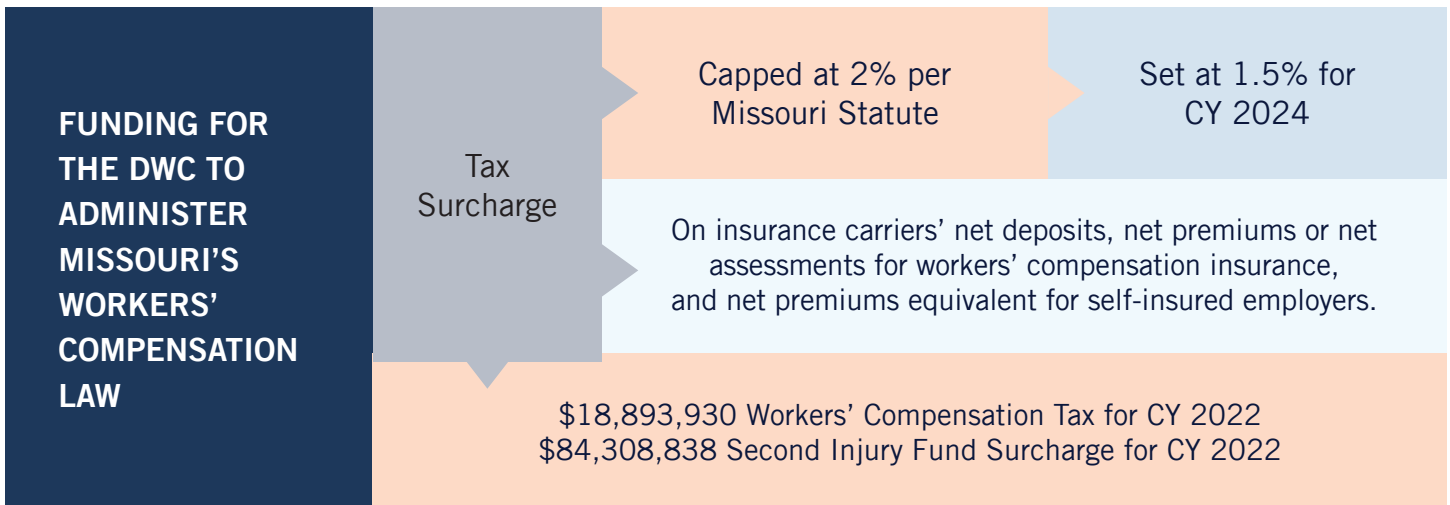 FUNDING FOR
THE DWC TO
ADMINISTER
MISSOURI’S
WORKERS’
COMPENSATION
LAW
Tax
Surcharge
Capped at 2% per
Missouri Statute
Set at 1.5% for
CY 2024
On insurance carriers’ net deposits, net premiums or net
assessments for workers’ compensation insurance,
and net premiums equivalent for self-insured employers.
$18,893,930 Workers’ Compensation Tax for CY 2022
$84,308,838 Second Injury Fund Surcharge for CY 2022